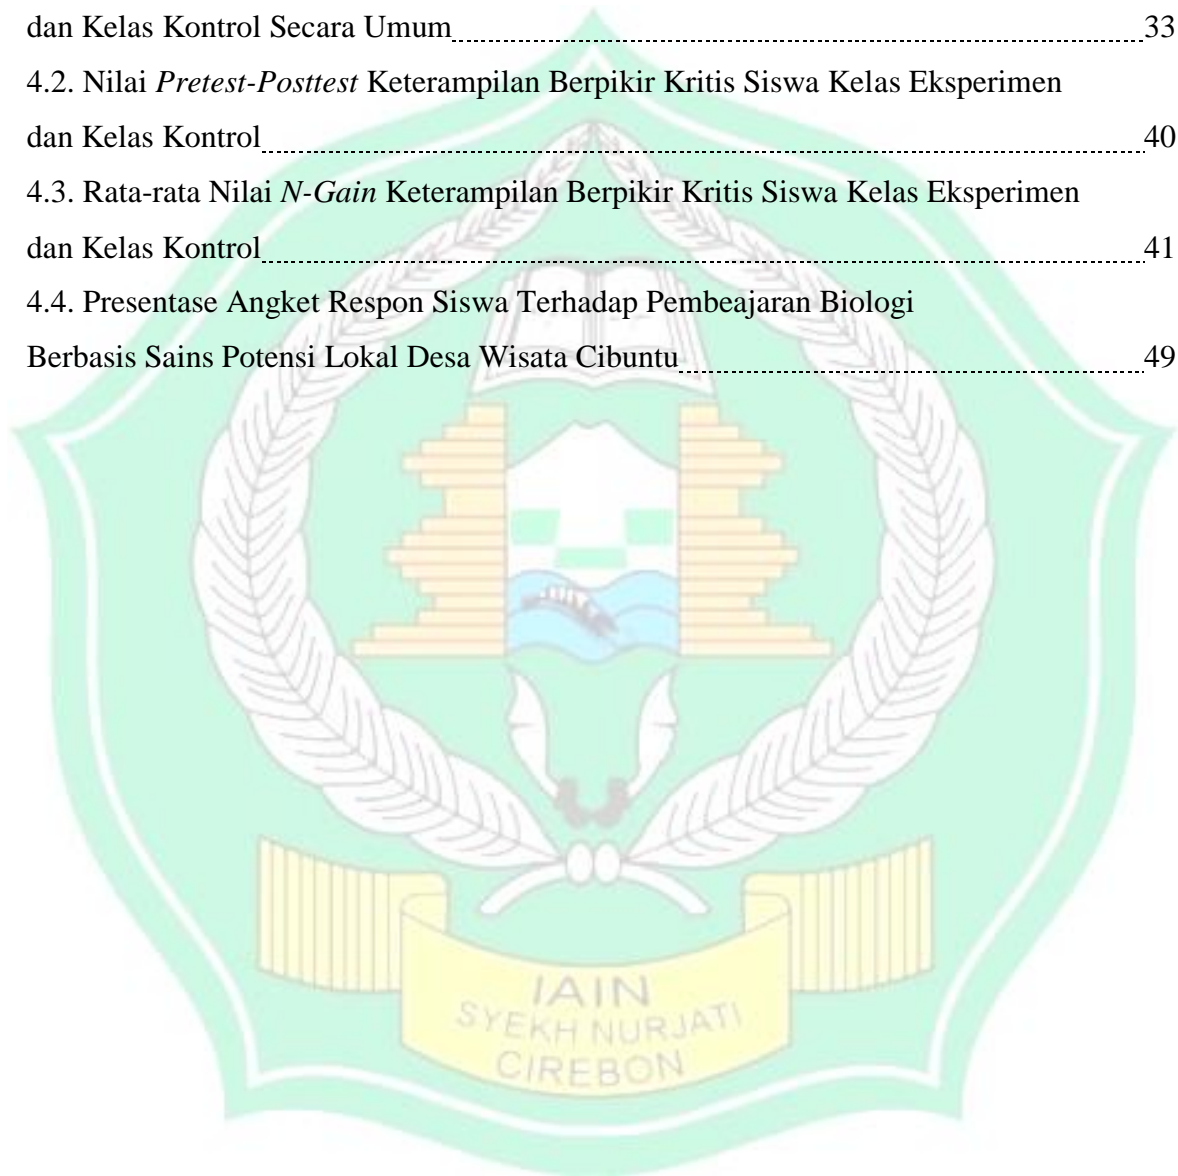 dan Kelas Kontrol Secara Umum 33
4.2. Nilai Pretest-Posttest Keterampilan Berpikir Kritis Siswa Kelas Eksperimen
dan Kelas Kontrol 40
4.3. Rata-rata Nilai N-Gain Keterampilan Berpikir Kritis Siswa Kelas Eksperimen
dan Kelas Kontrol 41
4.4. Presentase Angket Respon Siswa Terhadap Pembeajaran Biologi
Berbasis Sains Potensi Lokal Desa Wisata Cibuntu 49
IAIN
SYEKH NURJATI
CIREBON